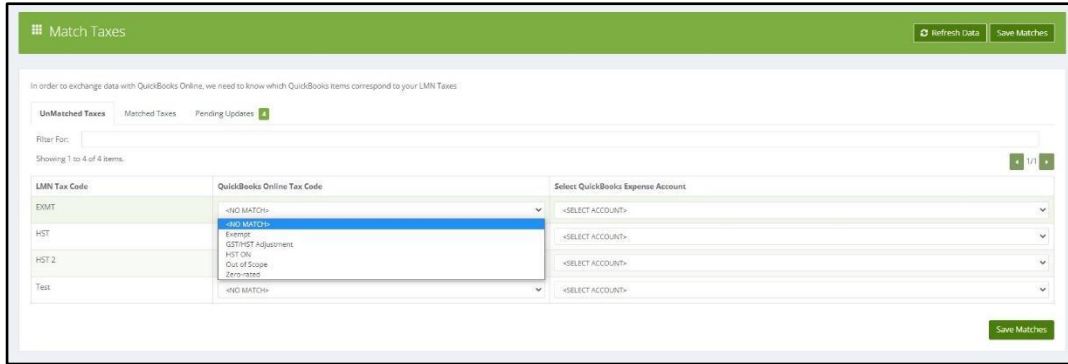 Match Taxes
Refresh Data Save Matches
In order to exchange data with QuickBooks Online, we need to know which QuickBooks items correspond to your LMN Taxes
UnMatched Taxes Matched Taxes Pending Updates 4
Filter For:
Showing 1 to 4 of 4 items.
1/1
LMN Tax Code QuickBooks Online Tax Code Select QuickBooks Expense Account
EXMT <NO MATCH> <SELECT ACCOUNT>
<NO MATCH>
Exempt
HST <SELECT ACCOUNT>
GST/HST Adjustment
HST ON
HST 2 <SELECT ACCOUNT>
Out of Scope
Zero-rated
Test <NO MATCH> <SELECT ACCOUNT>
Save Matches